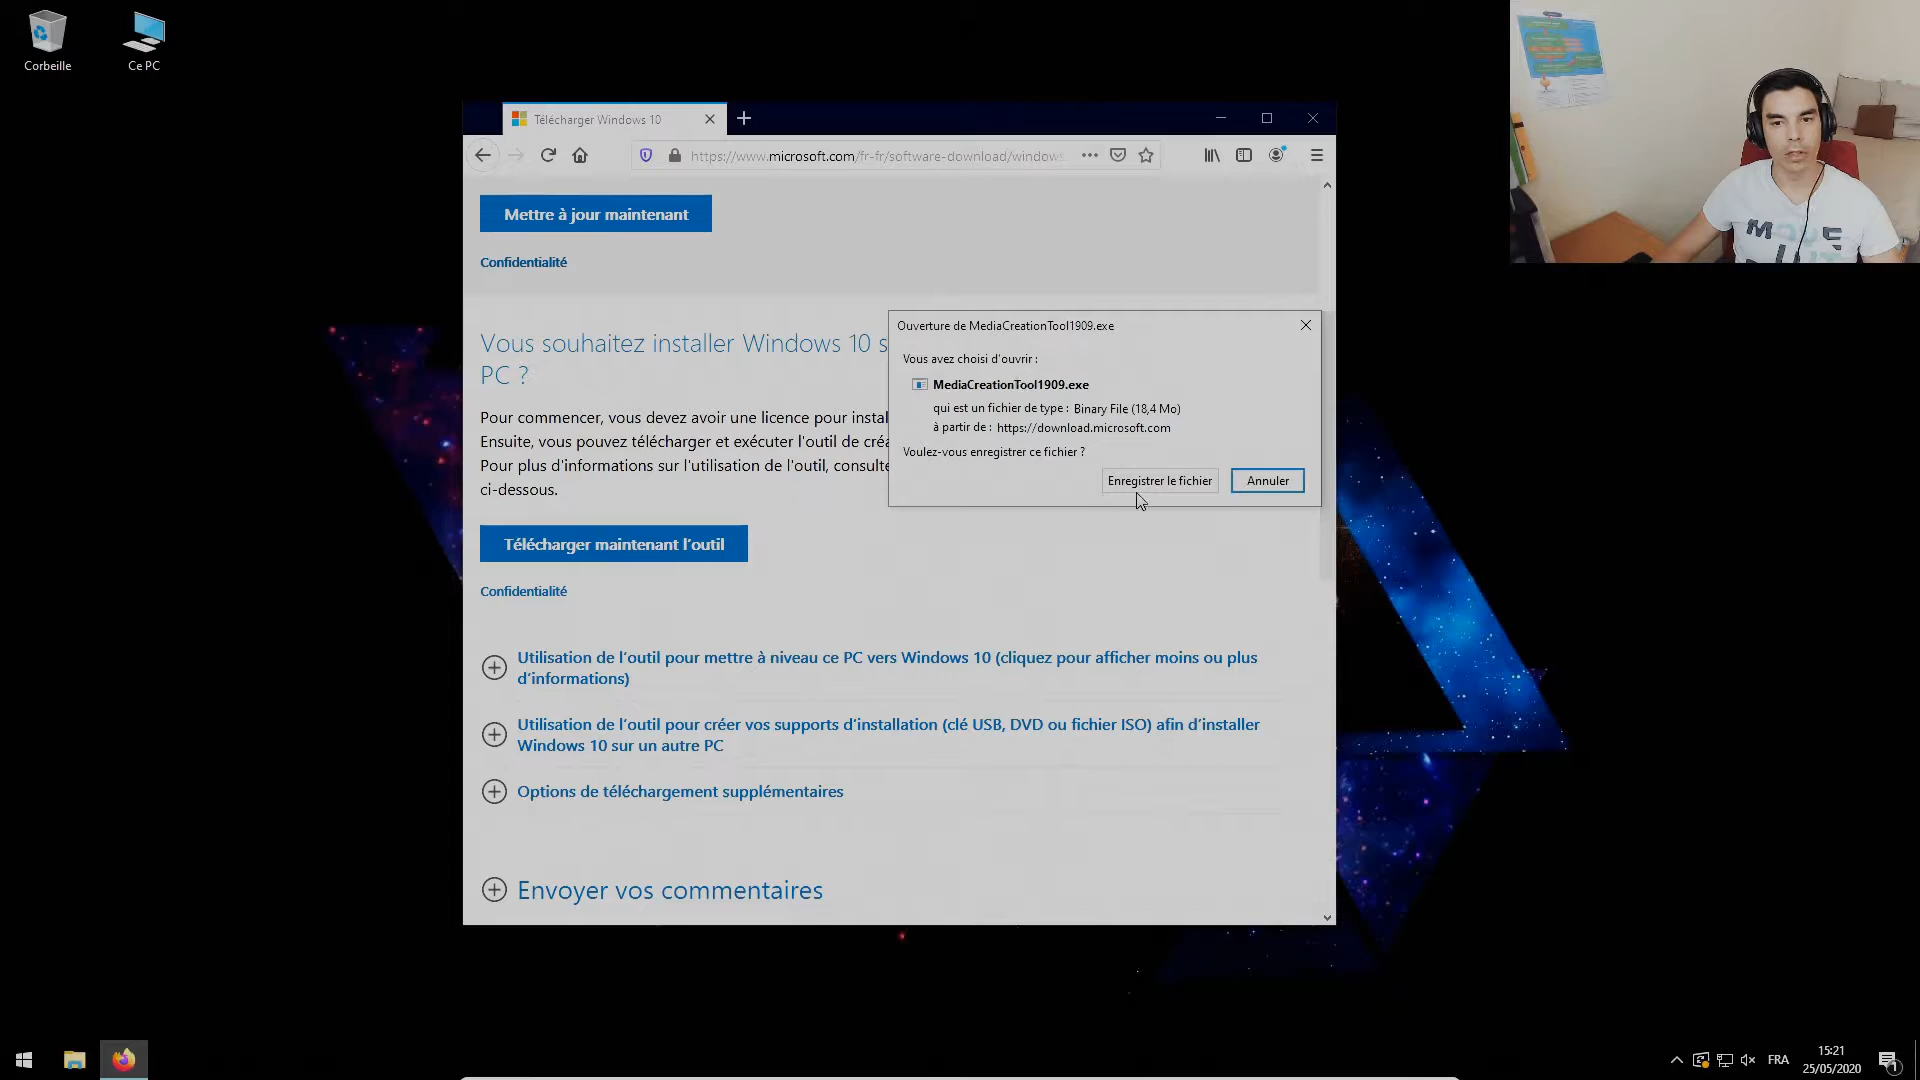 Corbeille
Ce PC
Télécharger Windows 10
https://www.microsoft.com/fr-fr/software-download/windows
Mettre à jour maintenant
Confidentialité
Vous souhaitez installer Windows 10 s
PC ?
Pour commencer, vous devez avoir une licence pour instal
Ensuite, vous pouvez télécharger et exécuter l'outil de créa
Pour plus d'informations sur l'utilisation de l'outil, consulte
ci-dessous.
Ouverture de MediaCreationTool1909.exe
Vous avez choisi d'ouvrir :
MediaCreationTool1909.exe
qui est un fichier de type : Binary File (18,4 Mo)
à partir de : https://download.microsoft.com
Voulez-vous enregistrer ce fichier ?
Enregistrer le fichier
Annuler
Télécharger maintenant l’outil
Confidentialité
Utilisation de l’outil pour mettre à niveau ce PC vers Windows 10 (cliquez pour afficher moins ou plus
d’informations)
Utilisation de l’outil pour créer vos supports d’installation (clé USB, DVD ou fichier ISO) afin d’installer
Windows 10 sur un autre PC
Options de téléchargement supplémentaires
Envoyer vos commentaires
FRA
15:21
25/05/2020
1